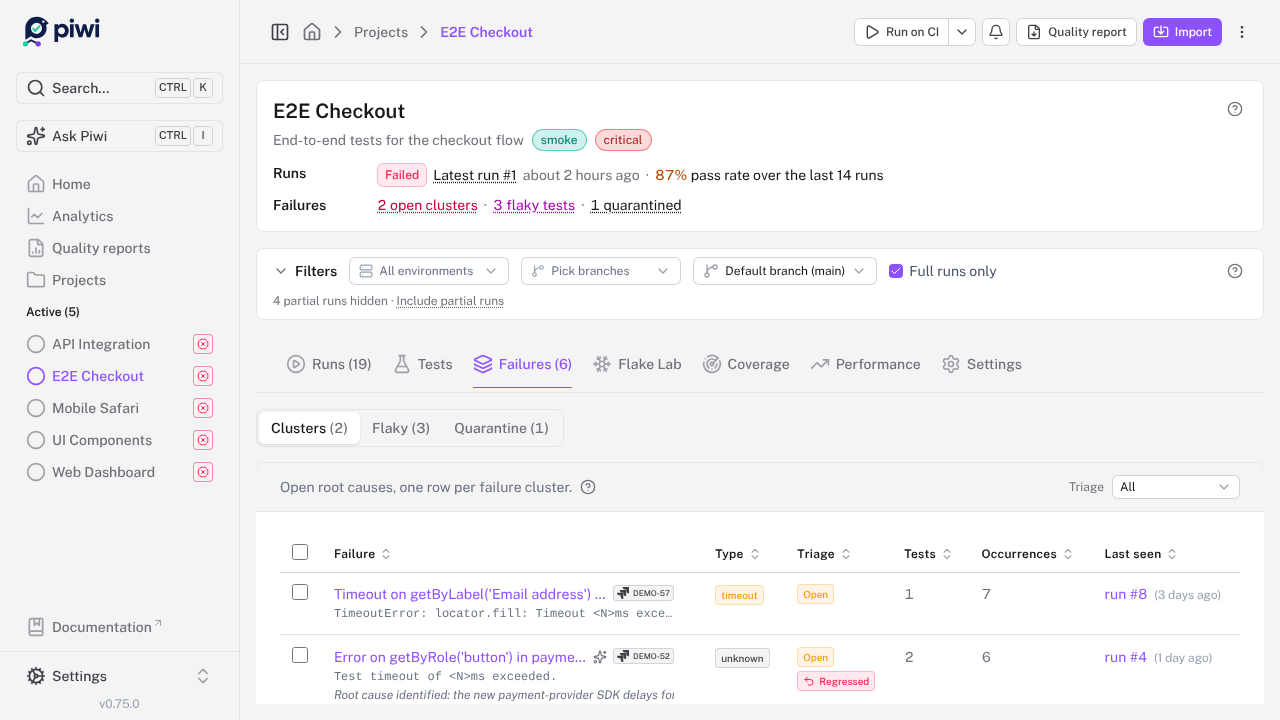 piwi
Search... CTRL K
Ask Piwi CTRL I
Home
Analytics
Quality reports
Projects
Active (5)
API Integration
E2E Checkout
Mobile Safari
UI Components
Web Dashboard
Documentation
Settings
v0.75.0
Projects E2E Checkout
Run on CI Quality report Import
E2E Checkout
End-to-end tests for the checkout flow smoke critical
Runs Failed Latest run #1 about 2 hours ago · 87% pass rate over the last 14 runs
Failures 2 open clusters · 3 flaky tests · 1 quarantined
Filters All environments Pick branches Default branch (main) Full runs only
4 partial runs hidden · Include partial runs
Runs (19) Tests Failures (6) Flake Lab Coverage Performance Settings
Clusters (2) Flaky (3) Quarantine (1)
Open root causes, one row per failure cluster. Triage All
Failure Type Triage Tests Occurrences Last seen
Timeout on getByLabel('Email address') ... DEMO-57 timeout Open 1 7 run #8 (3 days ago)
TimeoutError: locator.fill: Timeout <N>ms exce…
Error on getByRole('button') in payme... DEMO-52 unknown Open 2 6 run #4 (1 day ago)
Test timeout of <N>ms exceeded. Regressed
Root cause identified: the new payment-provider SDK delays for